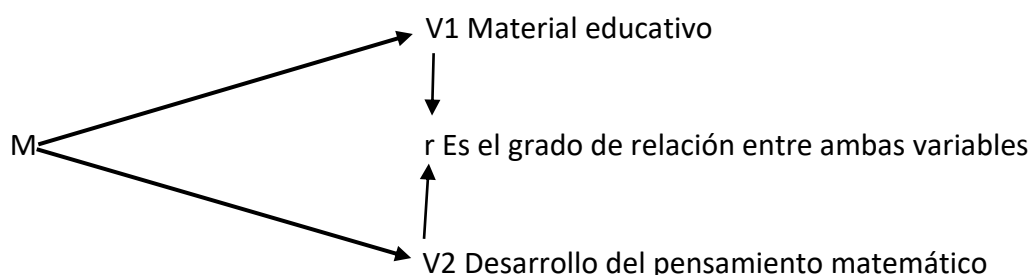 V1 Material educativo
M
r Es el grado de relación entre ambas variables
V2 Desarrollo del pensamiento matemático